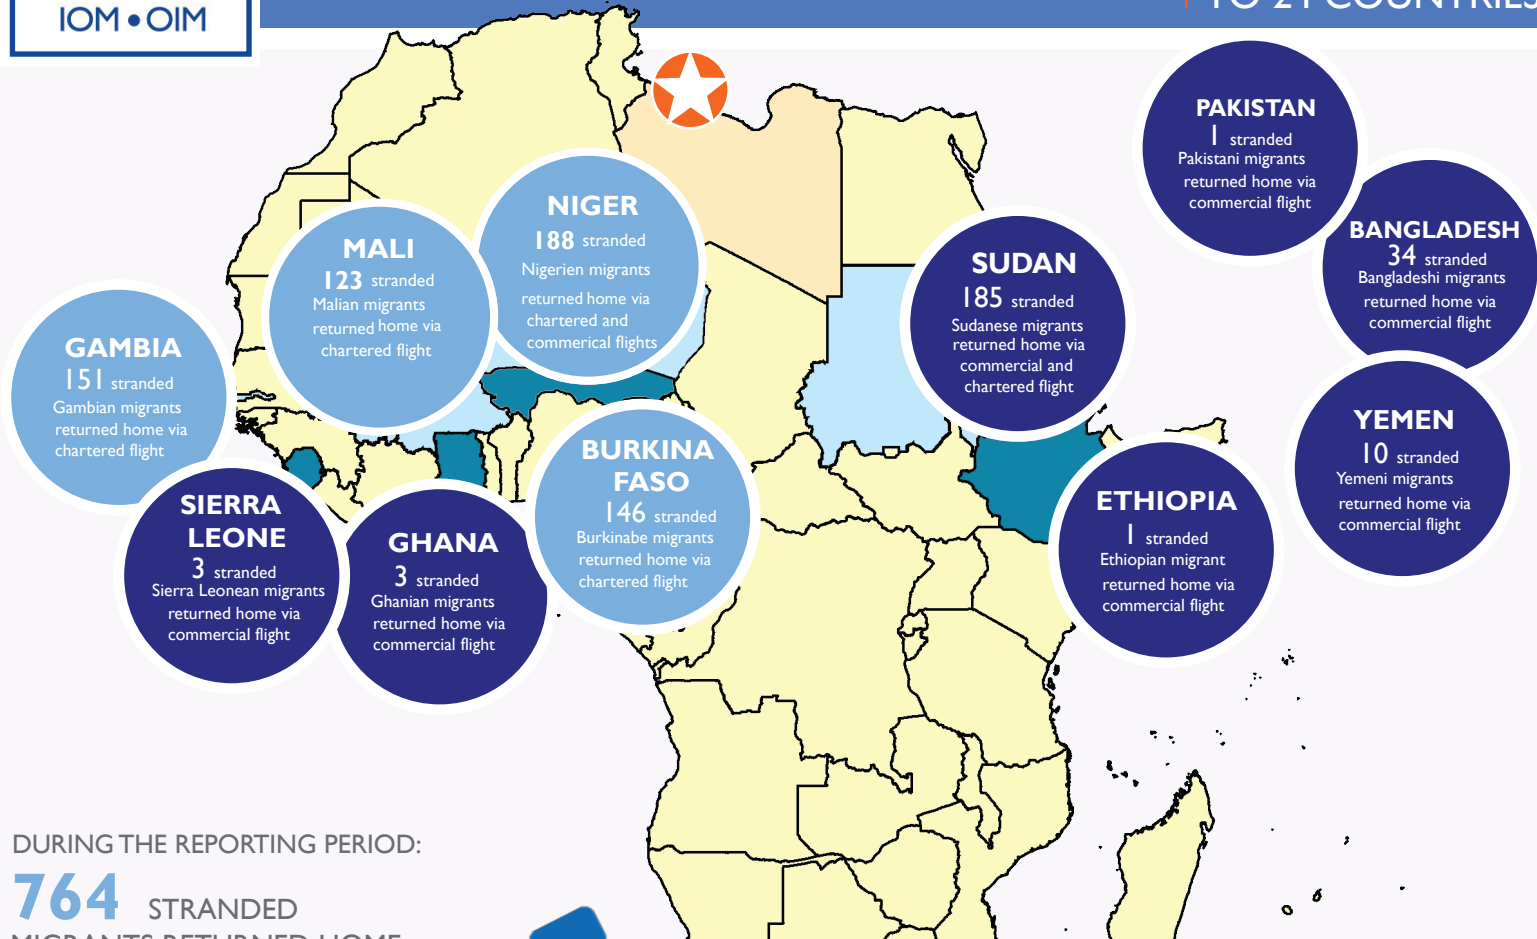 IOM • OIM
TO 21 COUNTRIES
PAKISTAN
1 stranded
Pakistani migrants
returned home via
commercial flight
BANGLADESH
34 stranded
Bangladeshi migrants
returned home via
commercial flight
NIGER
188 stranded
Nigerien migrants
returned home via
chartered and
commerical flights
MALI
123 stranded
Malian migrants
returned home via
chartered flight
SUDAN
185 stranded
Sudanese migrants
returned home via
commercial and
chartered flight
GAMBIA
151 stranded
Gambian migrants
returned home via
chartered flight
YEMEN
10 stranded
Yemeni migrants
returned home via
commercial flight
BURKINA
FASO
146 stranded
Burkinabe migrants
returned home via
chartered flight
ETHIOPIA
1 stranded
Ethiopian migrant
returned home via
commercial flight
SIERRA
LEONE
3 stranded
Sierra Leonean migrants
returned home via
commercial flight
GHANA
3 stranded
Ghanian migrants
returned home via
commercial flight
DURING THE REPORTING PERIOD:
764 STRANDED
MIGRANTS RETURNED HOME